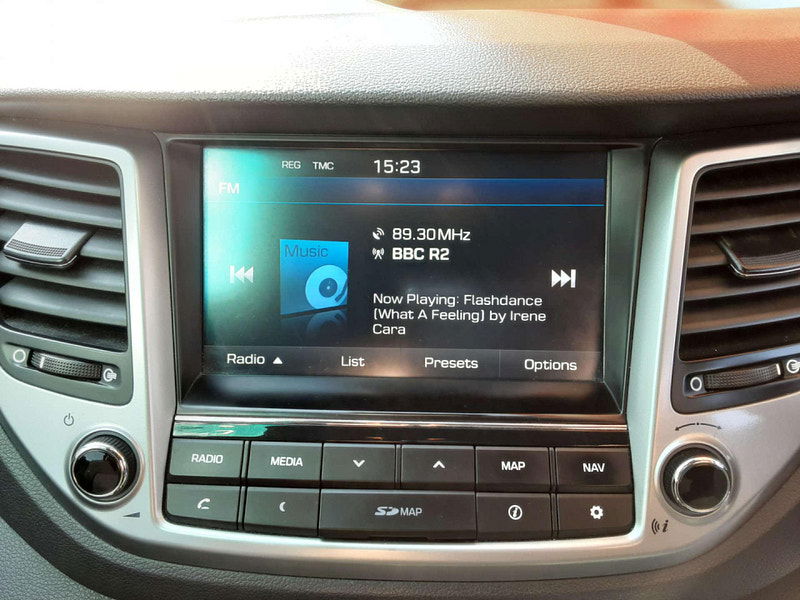 REG TMC 15:23
FM
89.30MHz
Music
BBC R2
Now Playing: Flashdance
(What A Feeling) by Irene
Cara
Radio List Presets Options
RADIO MEDIA MAP NAV
SD MAP
i
i